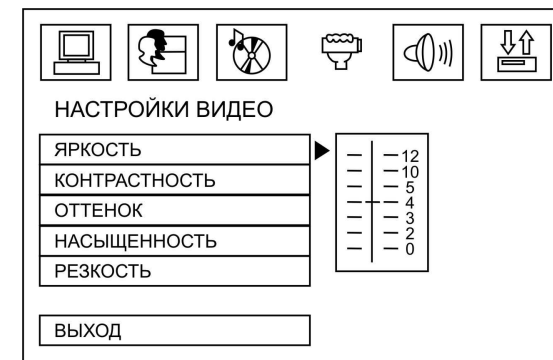 НАСТРОЙКИ ВИДЕО
ЯРКОСТЬ
КОНТРАСТНОСТЬ
ОТТЕНОК
НАСЫЩЕННОСТЬ
РЕЗКОСТЬ
ВЫХОД
12
10
5
4
3
2
0